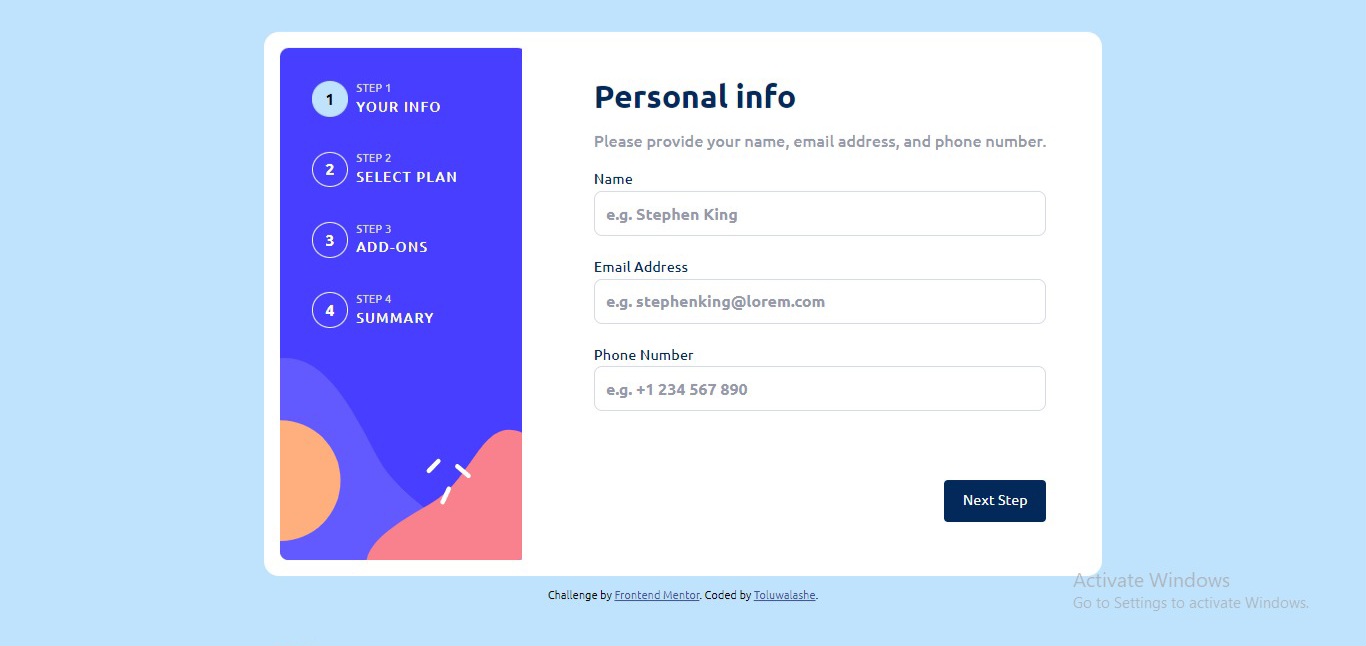 1
STEP 1
YOUR INFO
2
STEP 2
SELECT PLAN
3
STEP 3
ADD-ONS
4
STEP 4
SUMMARY
Personal info
Please provide your name, email address, and phone number.
Name
e.g. Stephen King
Email Address
e.g. stephenking@lorem.com
Phone Number
e.g. +1 234 567 890
Next Step
Challenge by Frontend Mentor. Coded by Toluwalashe.
Activate Windows
Go to Settings to activate Windows.